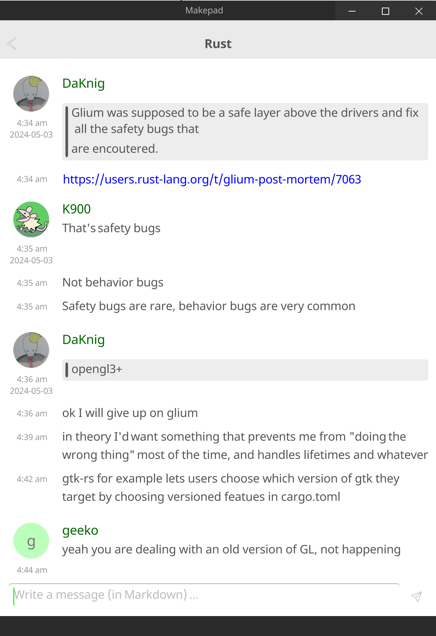 Makepad
Rust
DaKnig
Glium was supposed to be a safe layer above the drivers and fix
all the safety bugs that
are encoutered.
4:34 am
2024-05-03
4:34 am
https://users.rust-lang.org/t/glium-post-mortem/7063
K900
That's safety bugs
4:35 am
2024-05-03
4:35 am
Not behavior bugs
4:35 am
Safety bugs are rare, behavior bugs are very common
DaKnig
opengl3+
4:36 am
2024-05-03
4:36 am
ok I will give up on glium
4:39 am
in theory I'd want something that prevents me from "doing the
wrong thing" most of the time, and handles lifetimes and whatever
4:42 am
gtk-rs for example lets users choose which version of gtk they
target by choosing versioned featues in cargo.toml
g
geeko
yeah you are dealing with an old version of GL, not happening
4:44 am
Write a message (in Markdown) ...